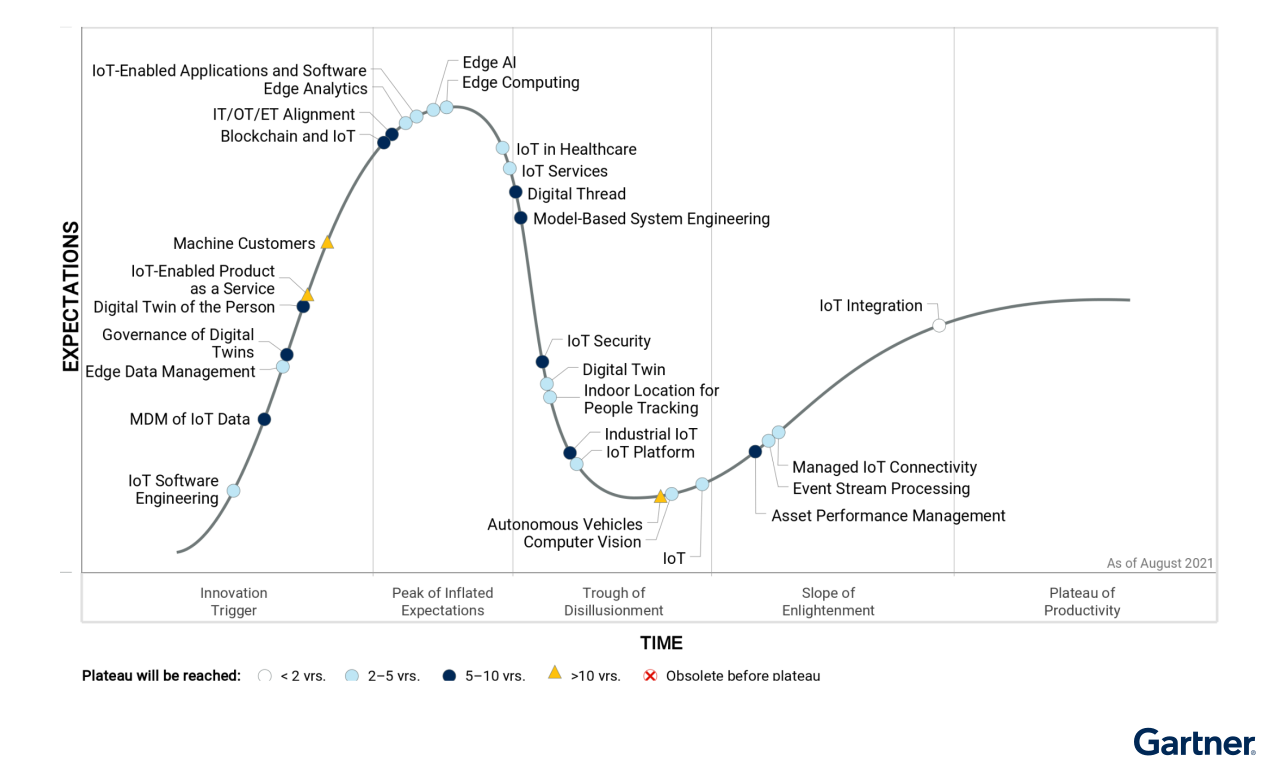 Edge AI
IoT-Enabled Applications and Software
Edge Computing
Edge Analytics
IT/OT/ET Alignment
Blockchain and IoT
IoT in Healthcare
IoT Services
Digital Thread
Model-Based System Engineering
Machine Customers
IoT-Enabled Product
as a Service
Digital Twin of the Person
Governance of Digital
Twins
Edge Data Management
MDM of IoT Data
IoT Software
Engineering
IoT Security
Digital Twin
Indoor Location for
People Tracking
Industrial IoT
IoT Platform
Autonomous Vehicles
Computer Vision
IoT
IoT Integration
Managed IoT Connectivity
Event Stream Processing
Asset Performance Management
EXPECTATIONS
As of August 2021
Innovation
Trigger
Peak of Inflated
Expectations
Trough of
Disillusionment
Slope of
Enlightenment
Plateau of
Productivity
TIME
Plateau will be reached: < 2 yrs. 2–5 yrs. 5–10 yrs. >10 yrs. Obsolete before plateau
Gartner